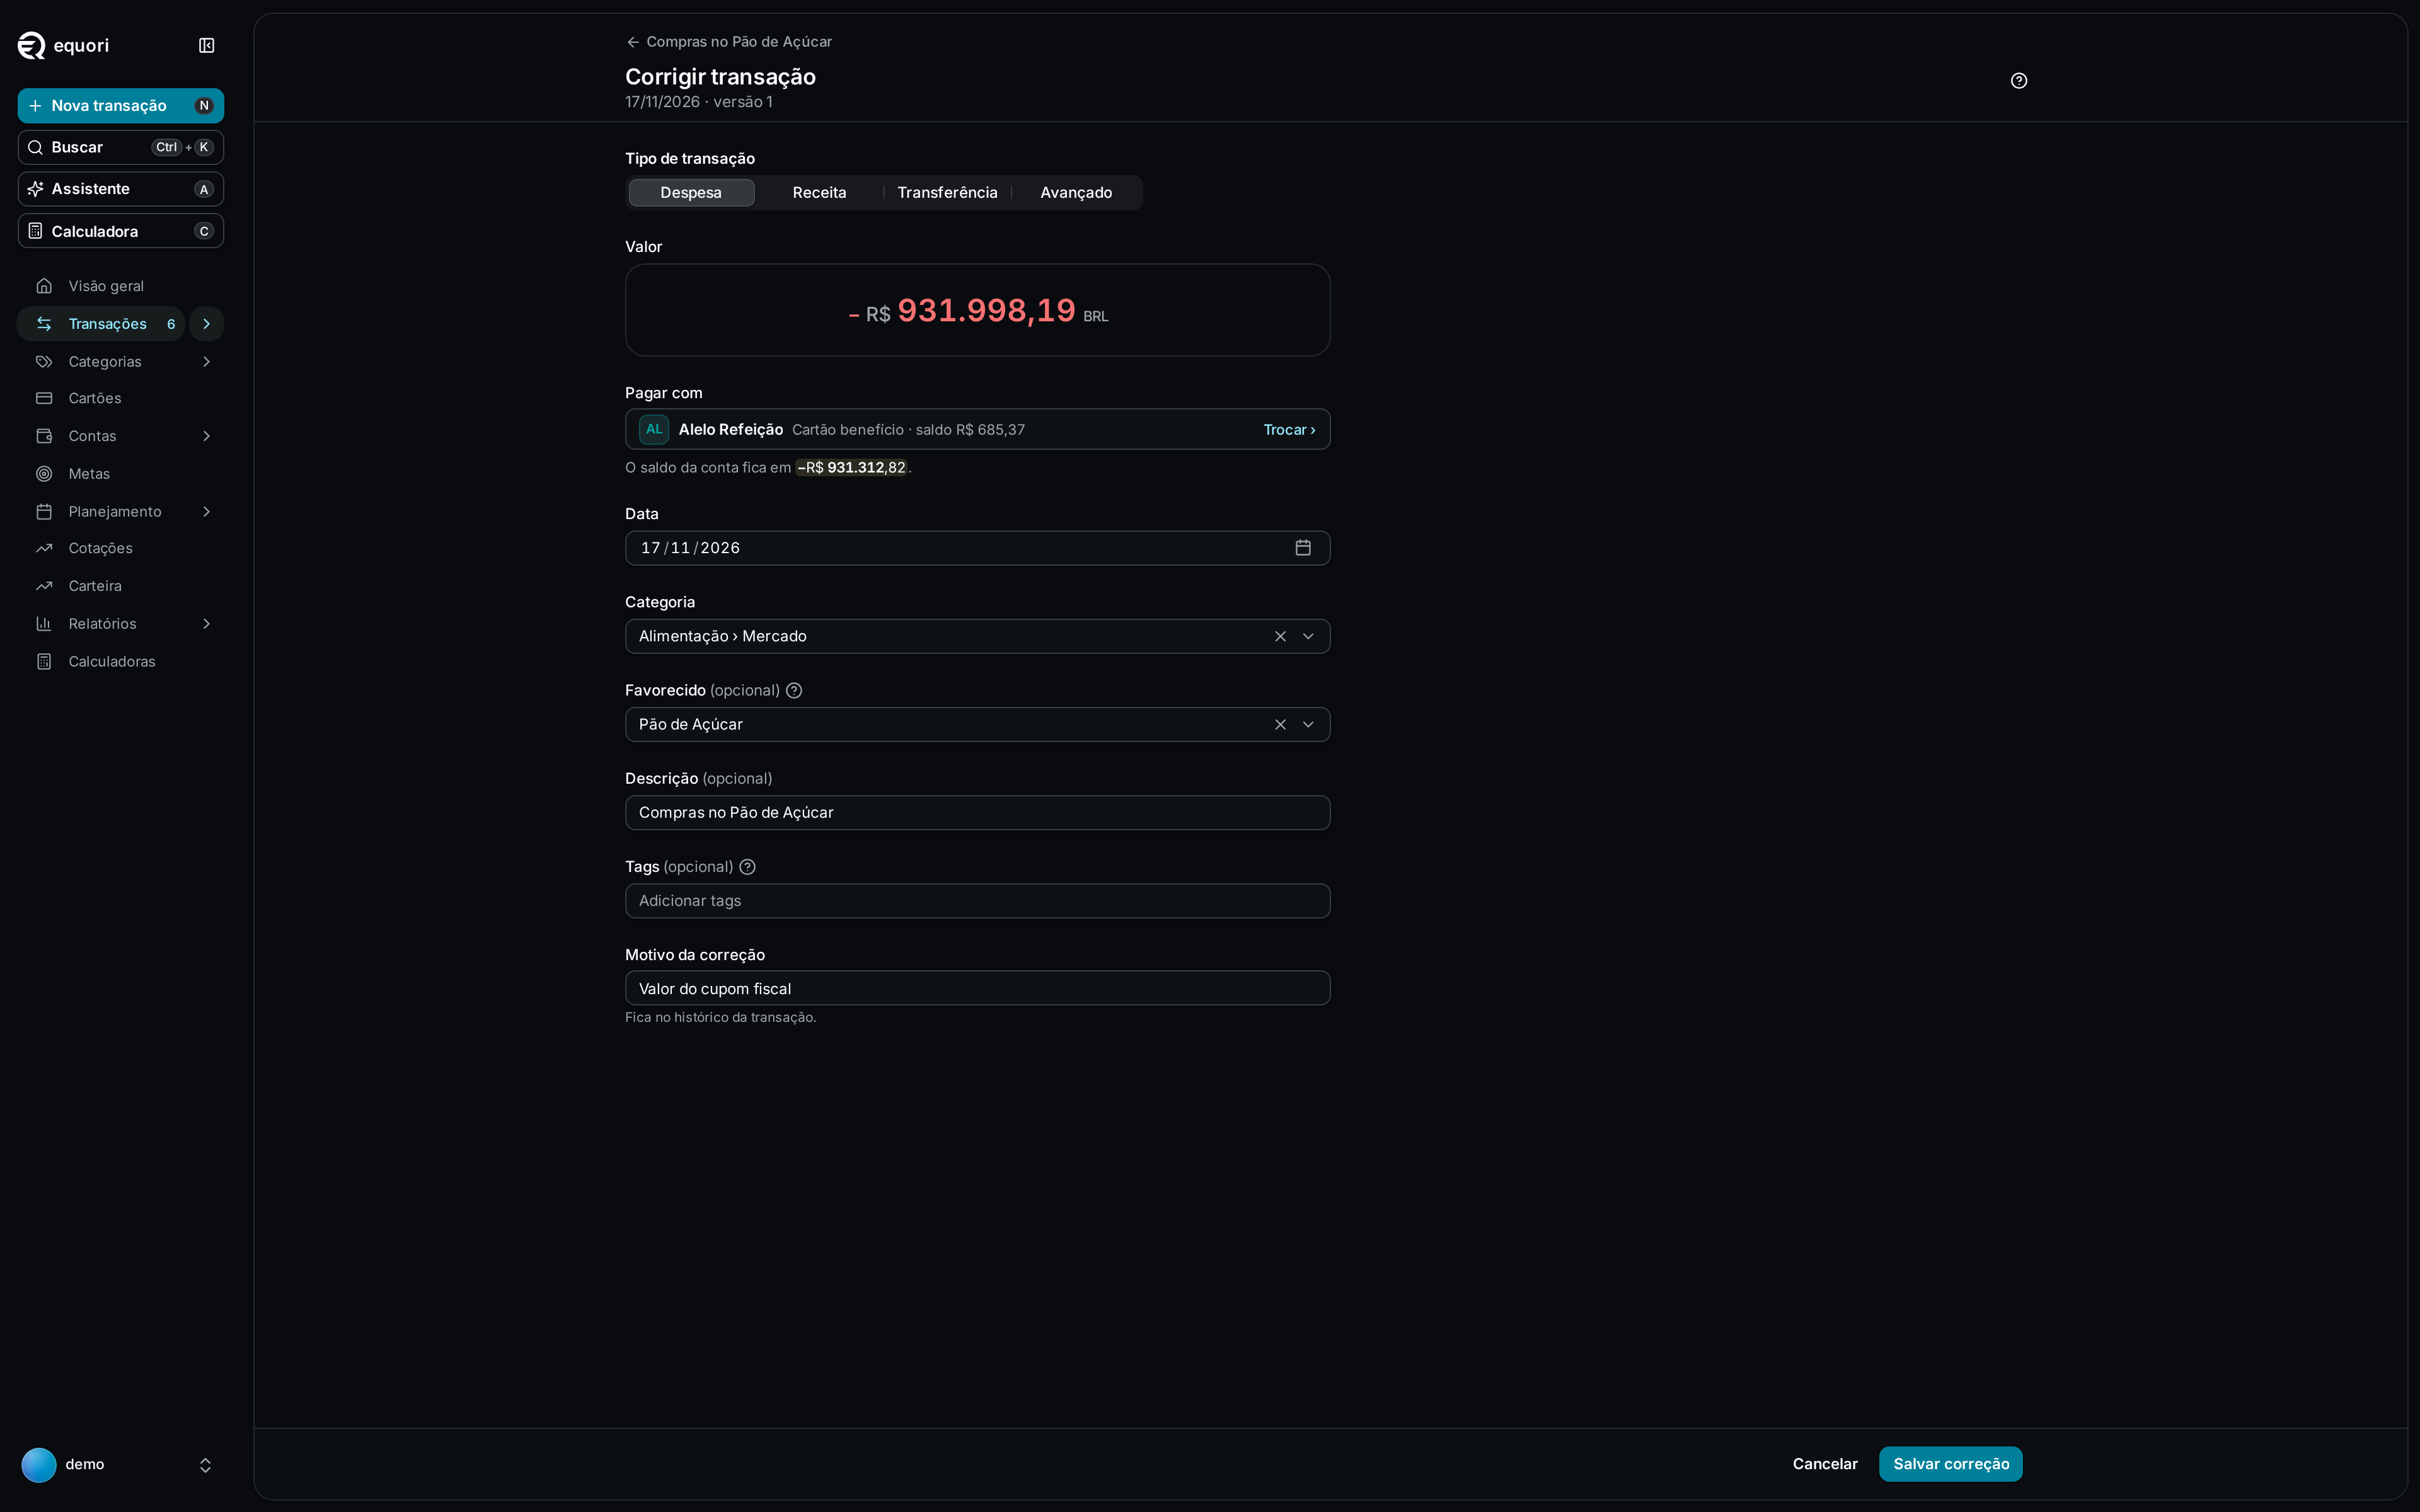 equori
Nova transação N
Buscar Ctrl + K
Assistente A
Calculadora C
Visão geral
Transações 6
Categorias
Cartões
Contas
Metas
Planejamento
Cotações
Carteira
Relatórios
Calculadoras
demo
Compras no Pão de Açúcar
Corrigir transação
17/11/2026 · versão 1
Tipo de transação
Despesa Receita Transferência Avançado
Valor
− R$ 931.998,19 BRL
Pagar com
AL Alelo Refeição Cartão benefício · saldo R$ 685,37 Trocar ›
O saldo da conta fica em −R$ 931.312,82.
Data
17/11/2026
Categoria
Alimentação › Mercado
Favorecido (opcional)
Pão de Açúcar
Descrição (opcional)
Compras no Pão de Açúcar
Tags (opcional)
Adicionar tags
Motivo da correção
Valor do cupom fiscal
Fica no histórico da transação.
Cancelar Salvar correção